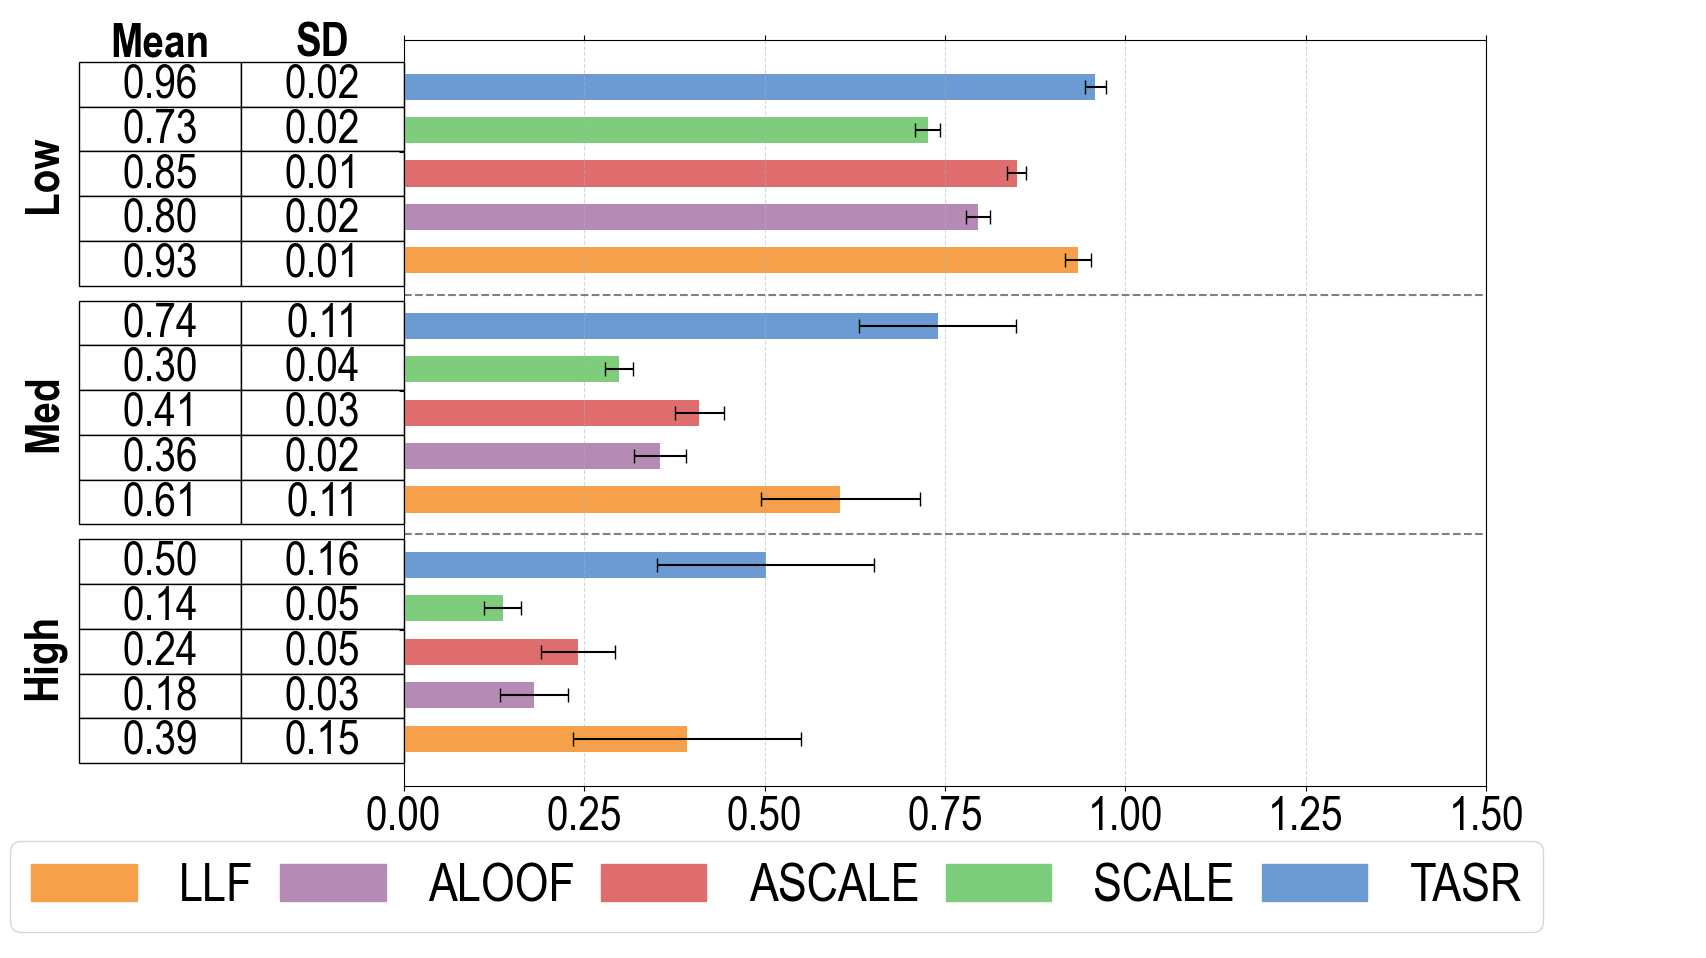 Mean SD
Low
0.96 0.02
0.73 0.02
0.85 0.01
0.80 0.02
0.93 0.01
Med
0.74 0.11
0.30 0.04
0.41 0.03
0.36 0.02
0.61 0.11
High
0.50 0.16
0.14 0.05
0.24 0.05
0.18 0.03
0.39 0.15
0.00 0.25 0.50 0.75 1.00 1.25 1.50
LLF ALOOF ASCALE SCALE TASR